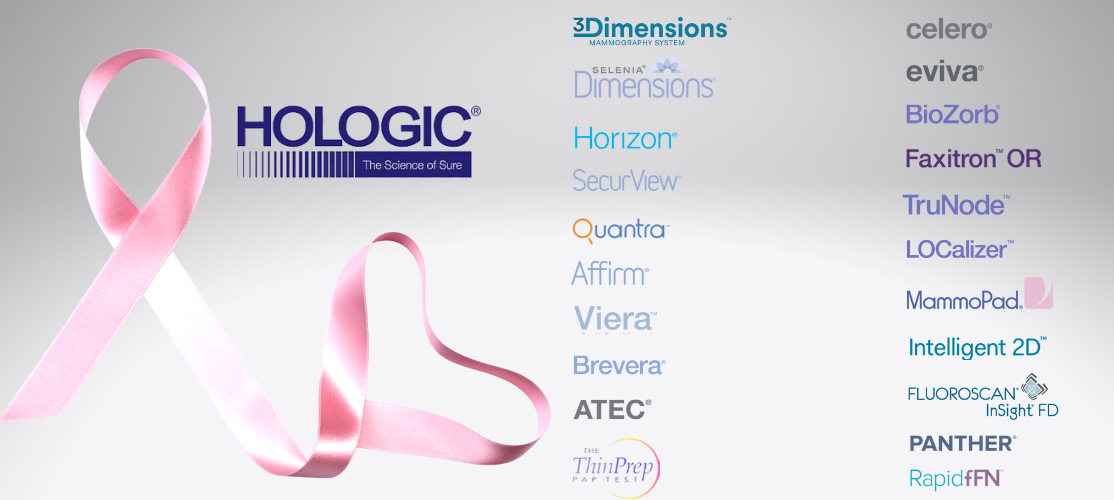 HOLOGIC®
The Science of Sure
3Dimensions™
MAMMOGRAPHY SYSTEM
SELENIA®
Dimensions®
Horizon®
SecurView®
Quantra™
Affirm®
Viera™
Brevera®
ATEC®
THE
ThinPrep
PAP TEST
celero®
eviva®
BioZorb®
Faxitron™ OR
TruNode™
LOCalizer™
MammoPad®
Intelligent 2D™
FLUOROSCAN®
InSight® FD
PANTHER®
RapidfFN™